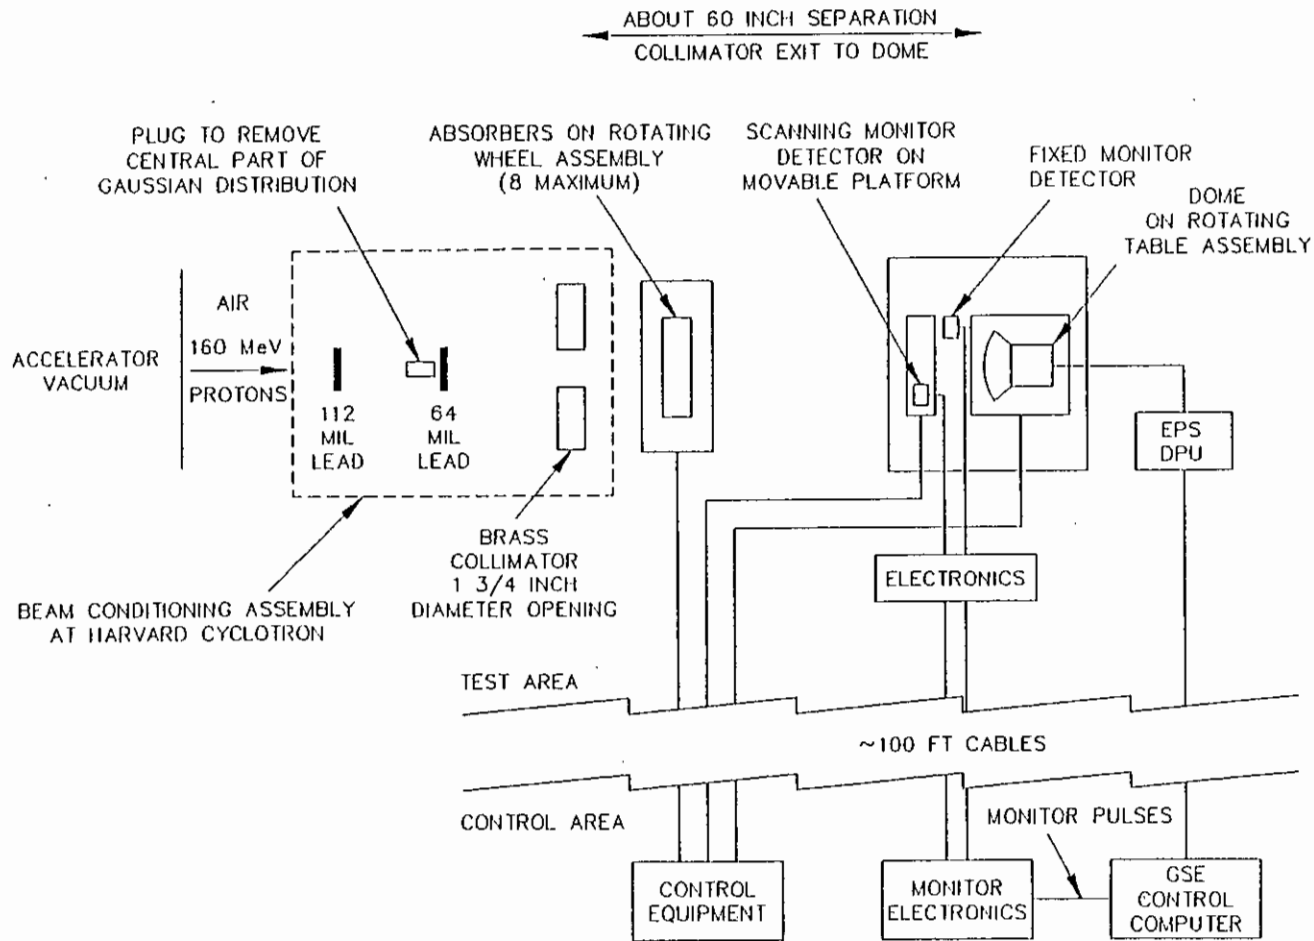 ABOUT 60 INCH SEPARATION
COLLIMATOR EXIT TO DOME
PLUG TO REMOVE
CENTRAL PART OF
GAUSSIAN DISTRIBUTION
ABSORBERS ON ROTATING
WHEEL ASSEMBLY
(8 MAXIMUM)
SCANNING MONITOR
DETECTOR ON
MOVABLE PLATFORM
FIXED MONITOR
DETECTOR
DOME
ON ROTATING
TABLE ASSEMBLY
ACCELERATOR
VACUUM
AIR
160 MeV
PROTONS
112
MIL
LEAD
64
MIL
LEAD
EPS
DPU
BRASS
COLLIMATOR
1 3/4 INCH
DIAMETER OPENING
BEAM CONDITIONING ASSEMBLY
AT HARVARD CYCLOTRON
ELECTRONICS
TEST AREA
~100 FT CABLES
CONTROL AREA
MONITOR PULSES
CONTROL
EQUIPMENT
MONITOR
ELECTRONICS
GSE
CONTROL
COMPUTER